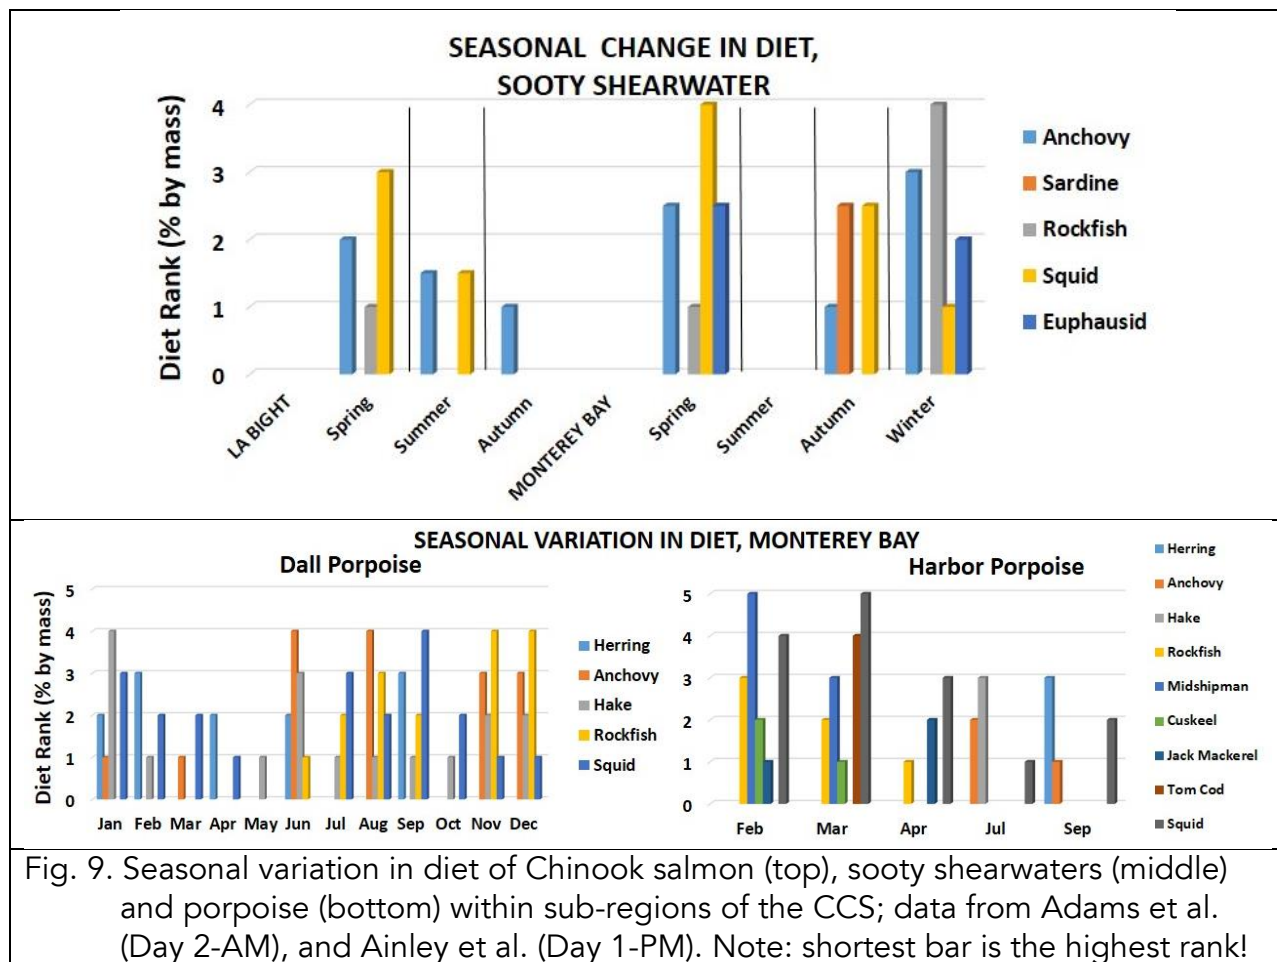 SEASONAL CHANGE IN DIET,
SOOTY SHEARWATER
Diet Rank (% by mass)
4
3
2
1
0
LA BIGHT
Spring
Summer
Autumn
MONTEREY BAY
Spring
Summer
Autumn
Winter
Anchovy
Sardine
Rockfish
Squid
Euphausid
SEASONAL VARIATION IN DIET, MONTEREY BAY
Dall Porpoise
Diet Rank (% by mass)
5
4
3
2
1
0
Jan Feb Mar Apr May Jun Jul Aug Sep Oct Nov Dec
Herring
Anchovy
Hake
Rockfish
Squid
Harbor Porpoise
5
4
3
2
1
0
Feb Mar Apr Jul Sep
Herring
Anchovy
Hake
Rockfish
Midshipman
Cuskeel
Jack Mackerel
Tom Cod
Squid
Fig. 9. Seasonal variation in diet of Chinook salmon (top), sooty shearwaters (middle)
and porpoise (bottom) within sub-regions of the CCS; data from Adams et al.
(Day 2-AM), and Ainley et al. (Day 1-PM). Note: shortest bar is the highest rank!